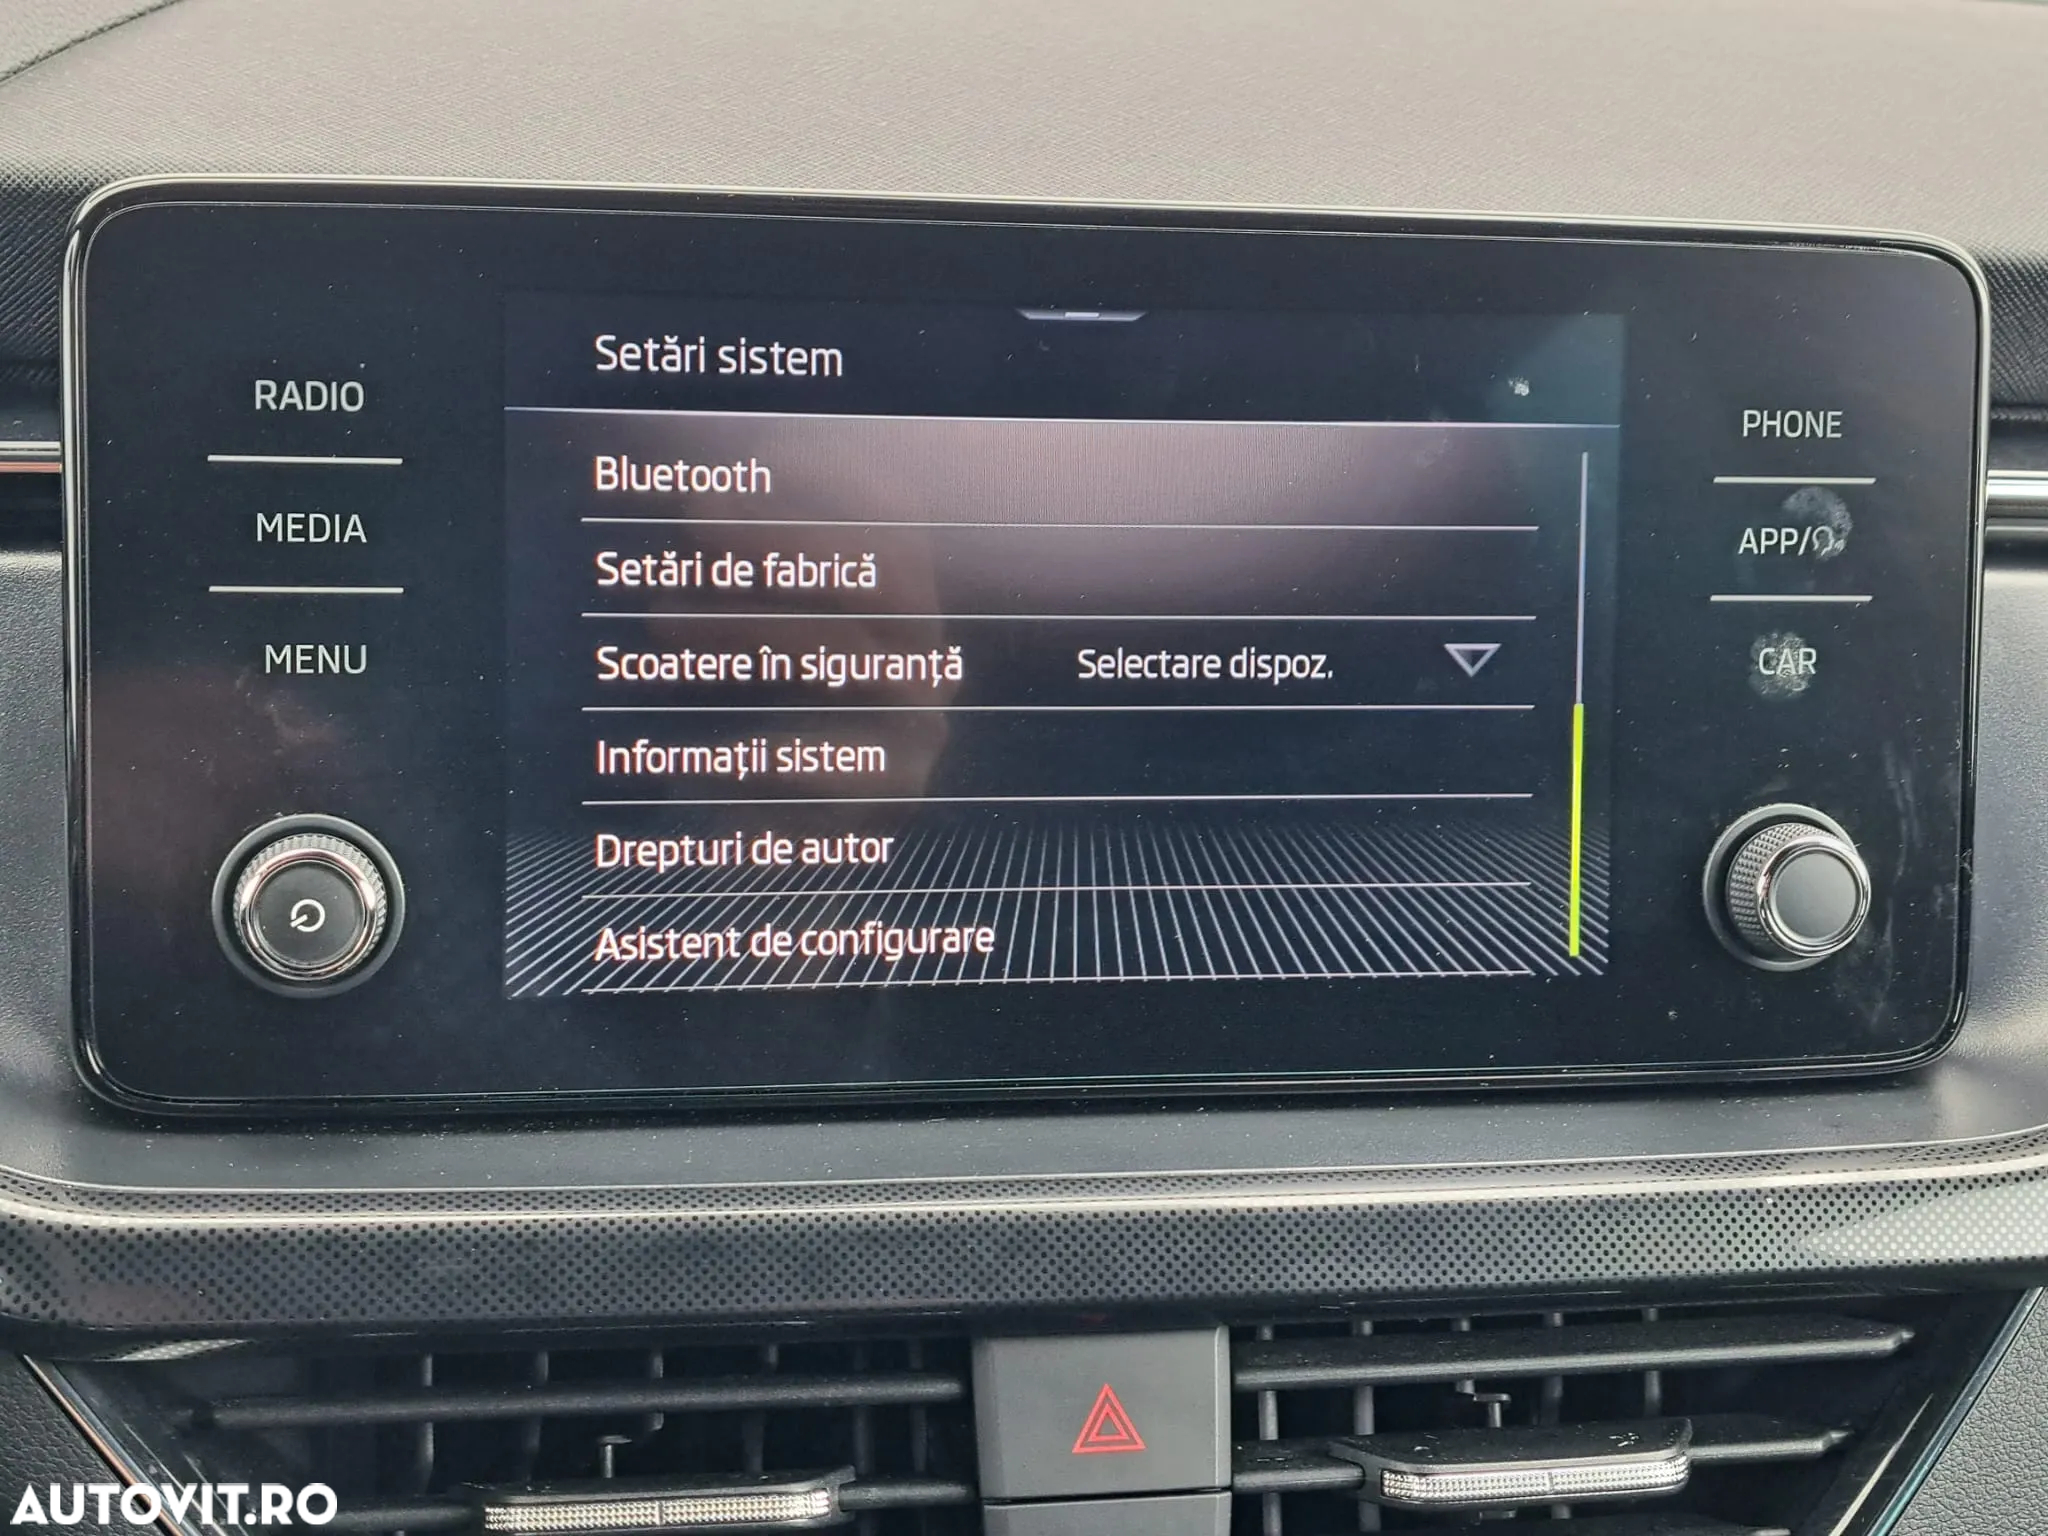 Setări sistem
RADIO
MEDIA
MENU
Bluetooth
Setări de fabrică
Scoatere în siguranță Selectare dispoz.
Informații sistem
Drepturi de autor
Asistent de configurare
PHONE
APP/
CAR
AUTOVIT.RO